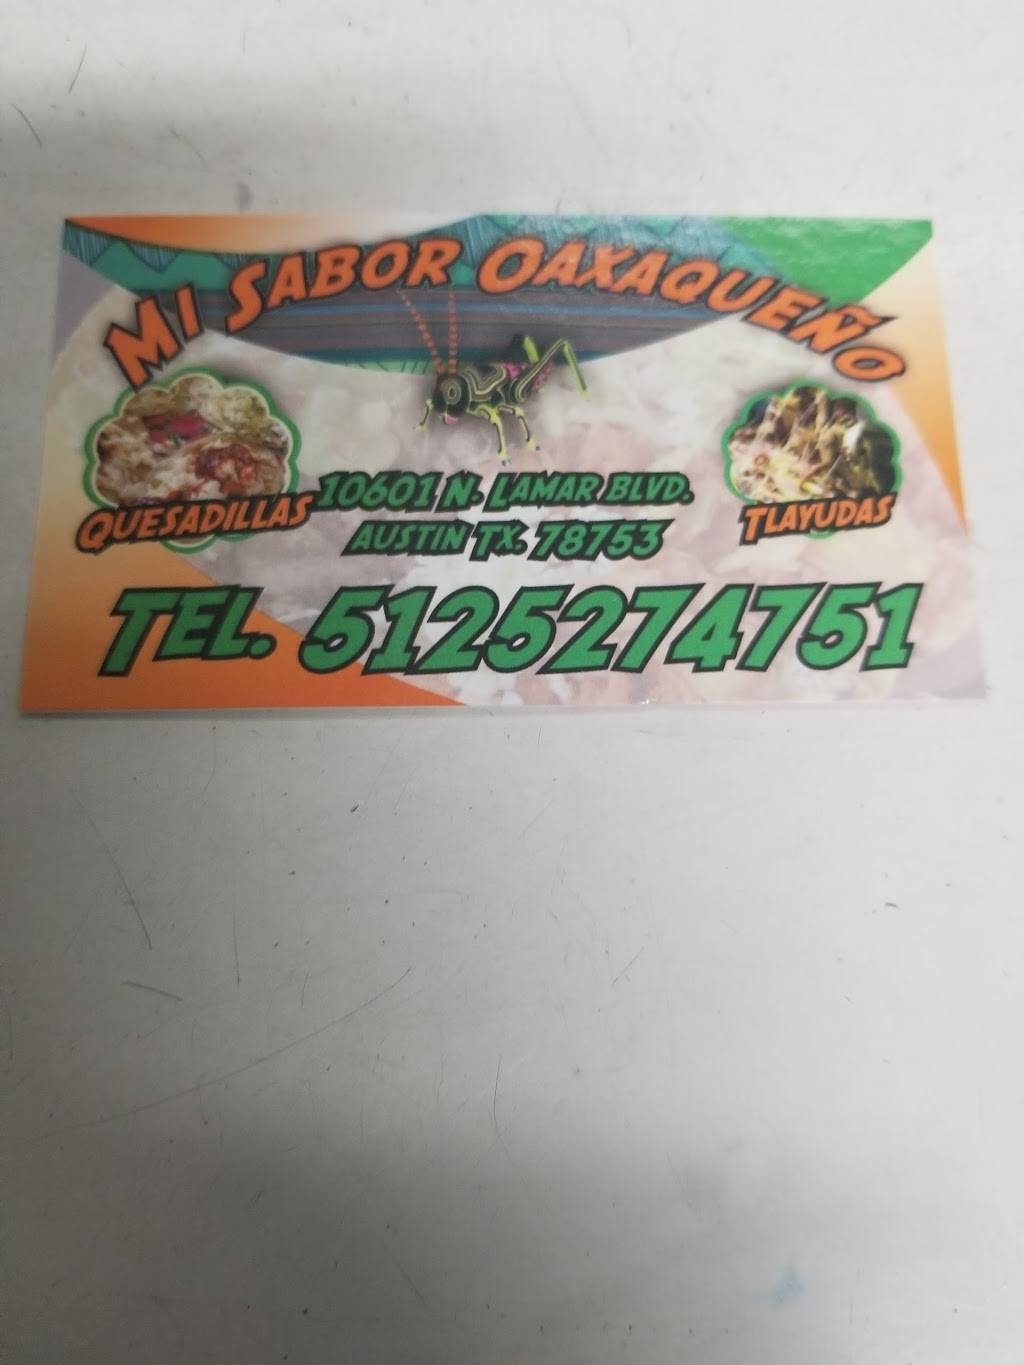 MI SABOR OAXAQUEÑO
QUESADILLAS
10601 N. LAMAR BLVD.
AUSTIN TX. 78753
TLAYUDAS
TEL. 5125274751